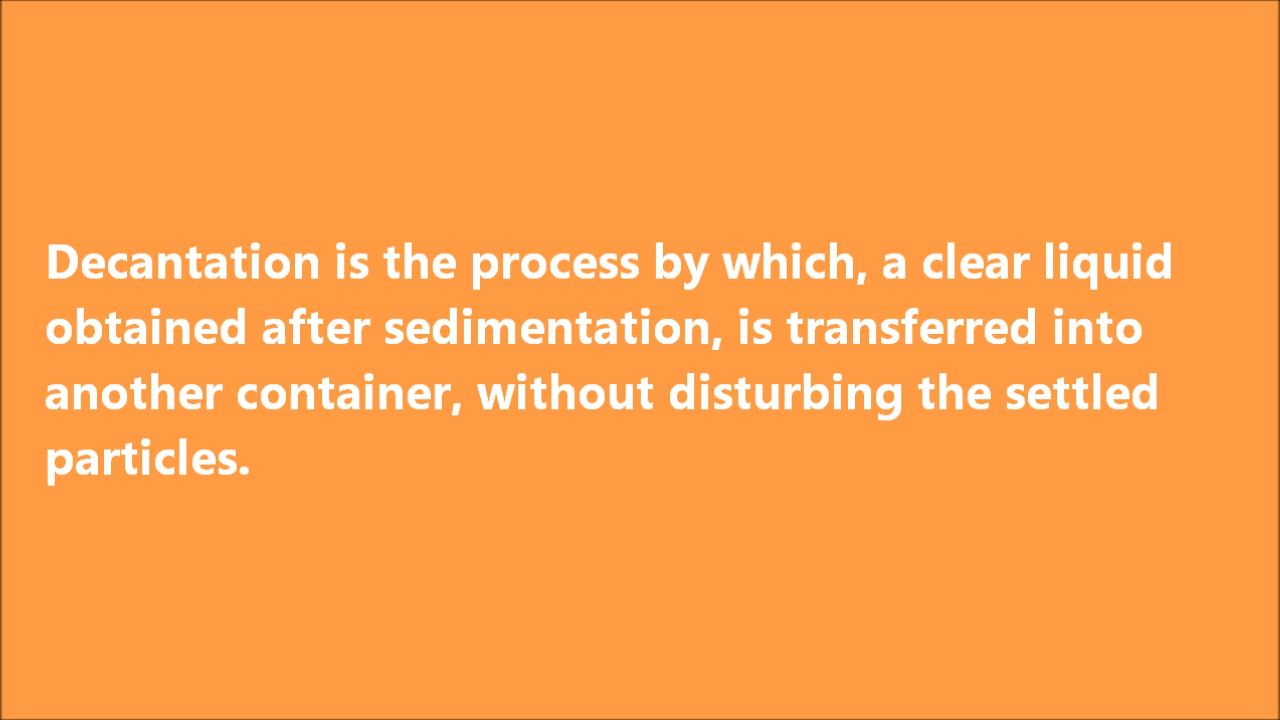 Decantation is the process by which, a clear liquid
obtained after sedimentation, is transferred into
another container, without disturbing the settled
particles.